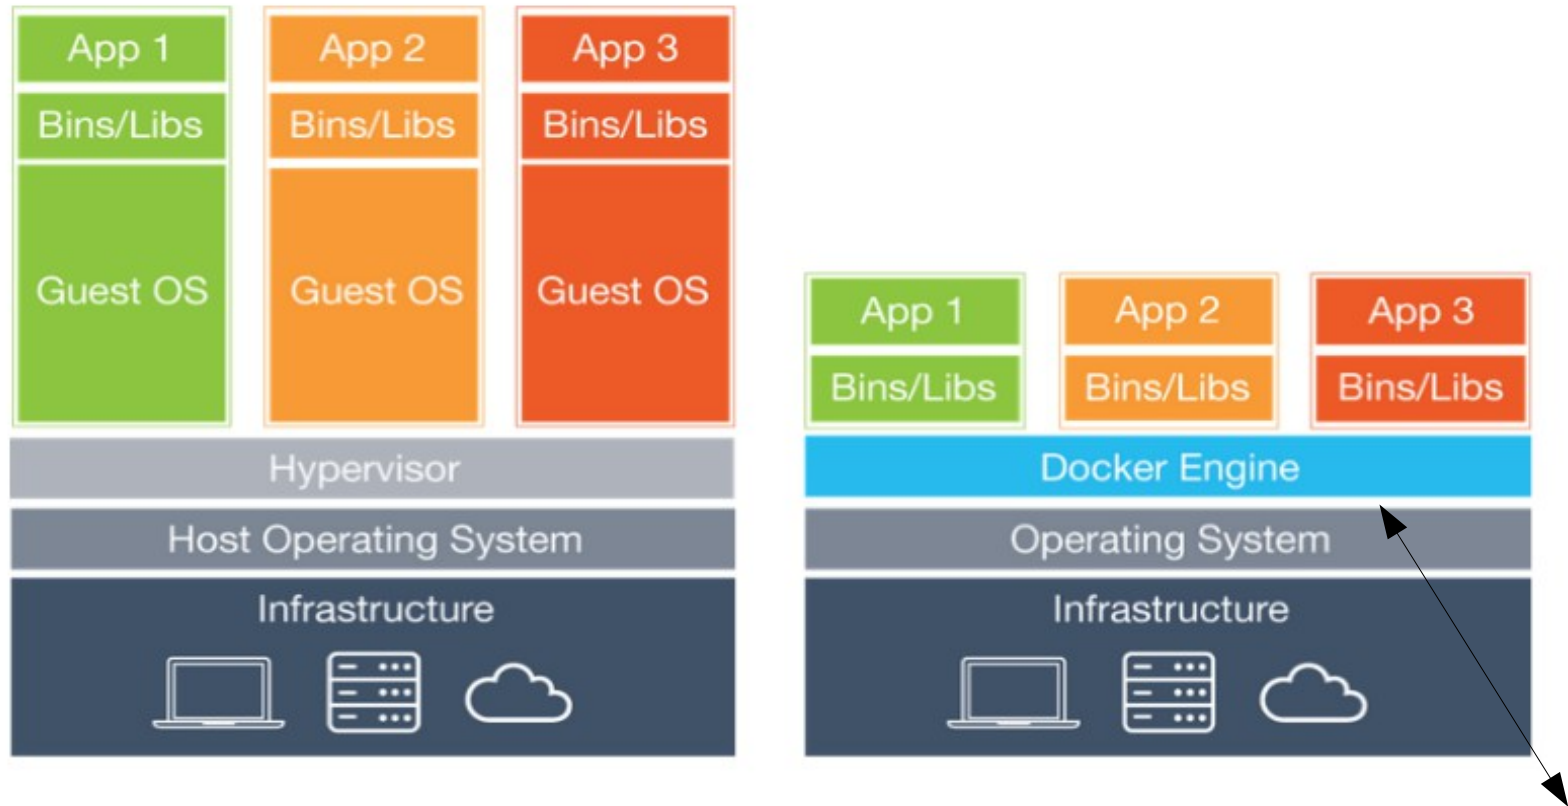 App 1
App 2
App 3
Bins/Libs
Bins/Libs
Bins/Libs
Guest OS
Guest OS
Guest OS
Hypervisor
Host Operating System
Infrastructure
App 1
App 2
App 3
Bins/Libs
Bins/Libs
Bins/Libs
Docker Engine
Operating System
Infrastructure